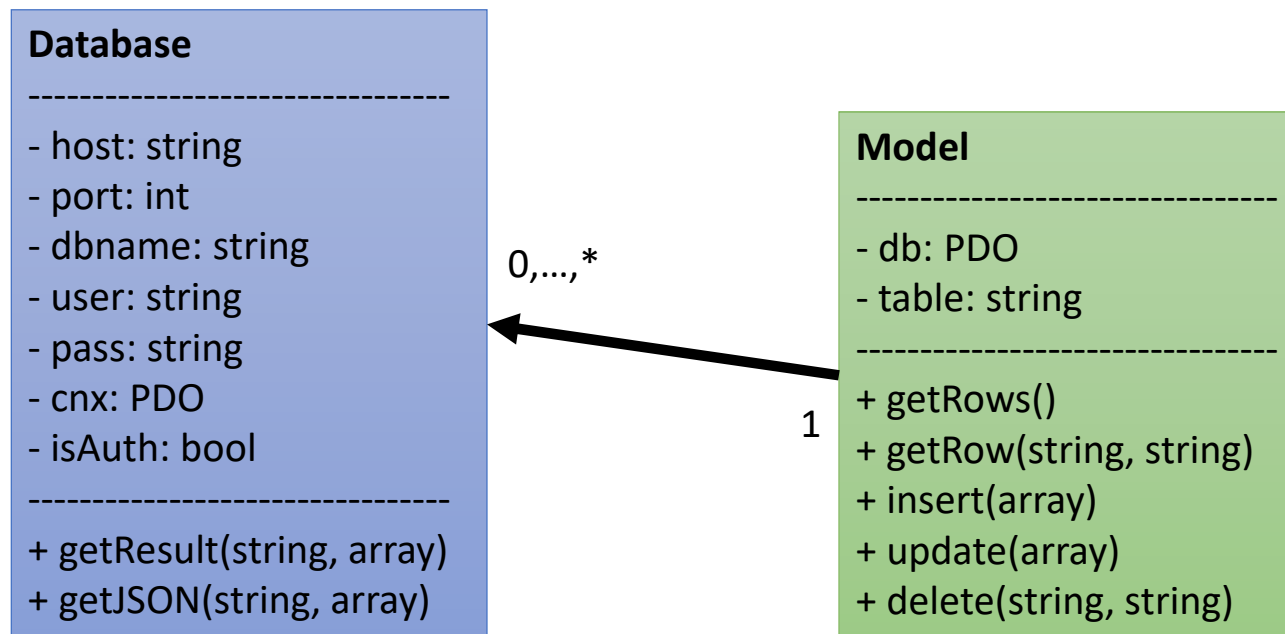 Database
---------------------------------
- host: string
- port: int
- dbname: string
- user: string
- pass: string
- cnx: PDO
- isAuth: bool
---------------------------------
+ getResult(string, array)
+ getJSON(string, array)
0,...,*
1
Model
---------------------------------
- db: PDO
- table: string
---------------------------------
+ getRows()
+ getRow(string, string)
+ insert(array)
+ update(array)
+ delete(string, string)